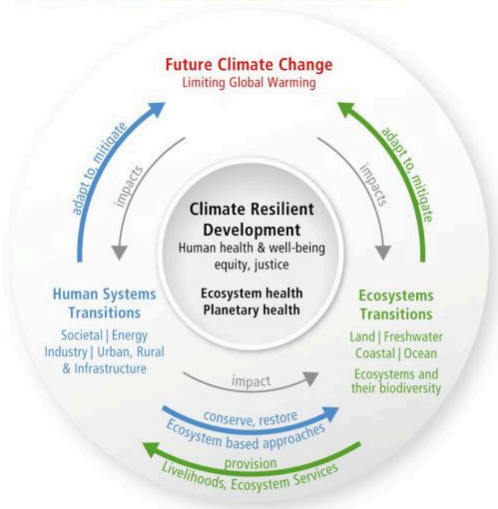 Future Climate Change
Limiting Global Warming
adapt to, mitigate
impacts
impacts
adapt to, mitigate
Climate Resilient
Development
Human health & well-being
equity, justice
Ecosystem health
Planetary health
Human Systems
Transitions
Societal | Energy
Industry | Urban, Rural
& Infrastructure
Ecosystems
Transitions
Land | Freshwater
Coastal | Ocean
Ecosystems and
their biodiversity
impact
conserve, restore
Ecosystem based approaches
provision
Livelihoods, Ecosystem Services